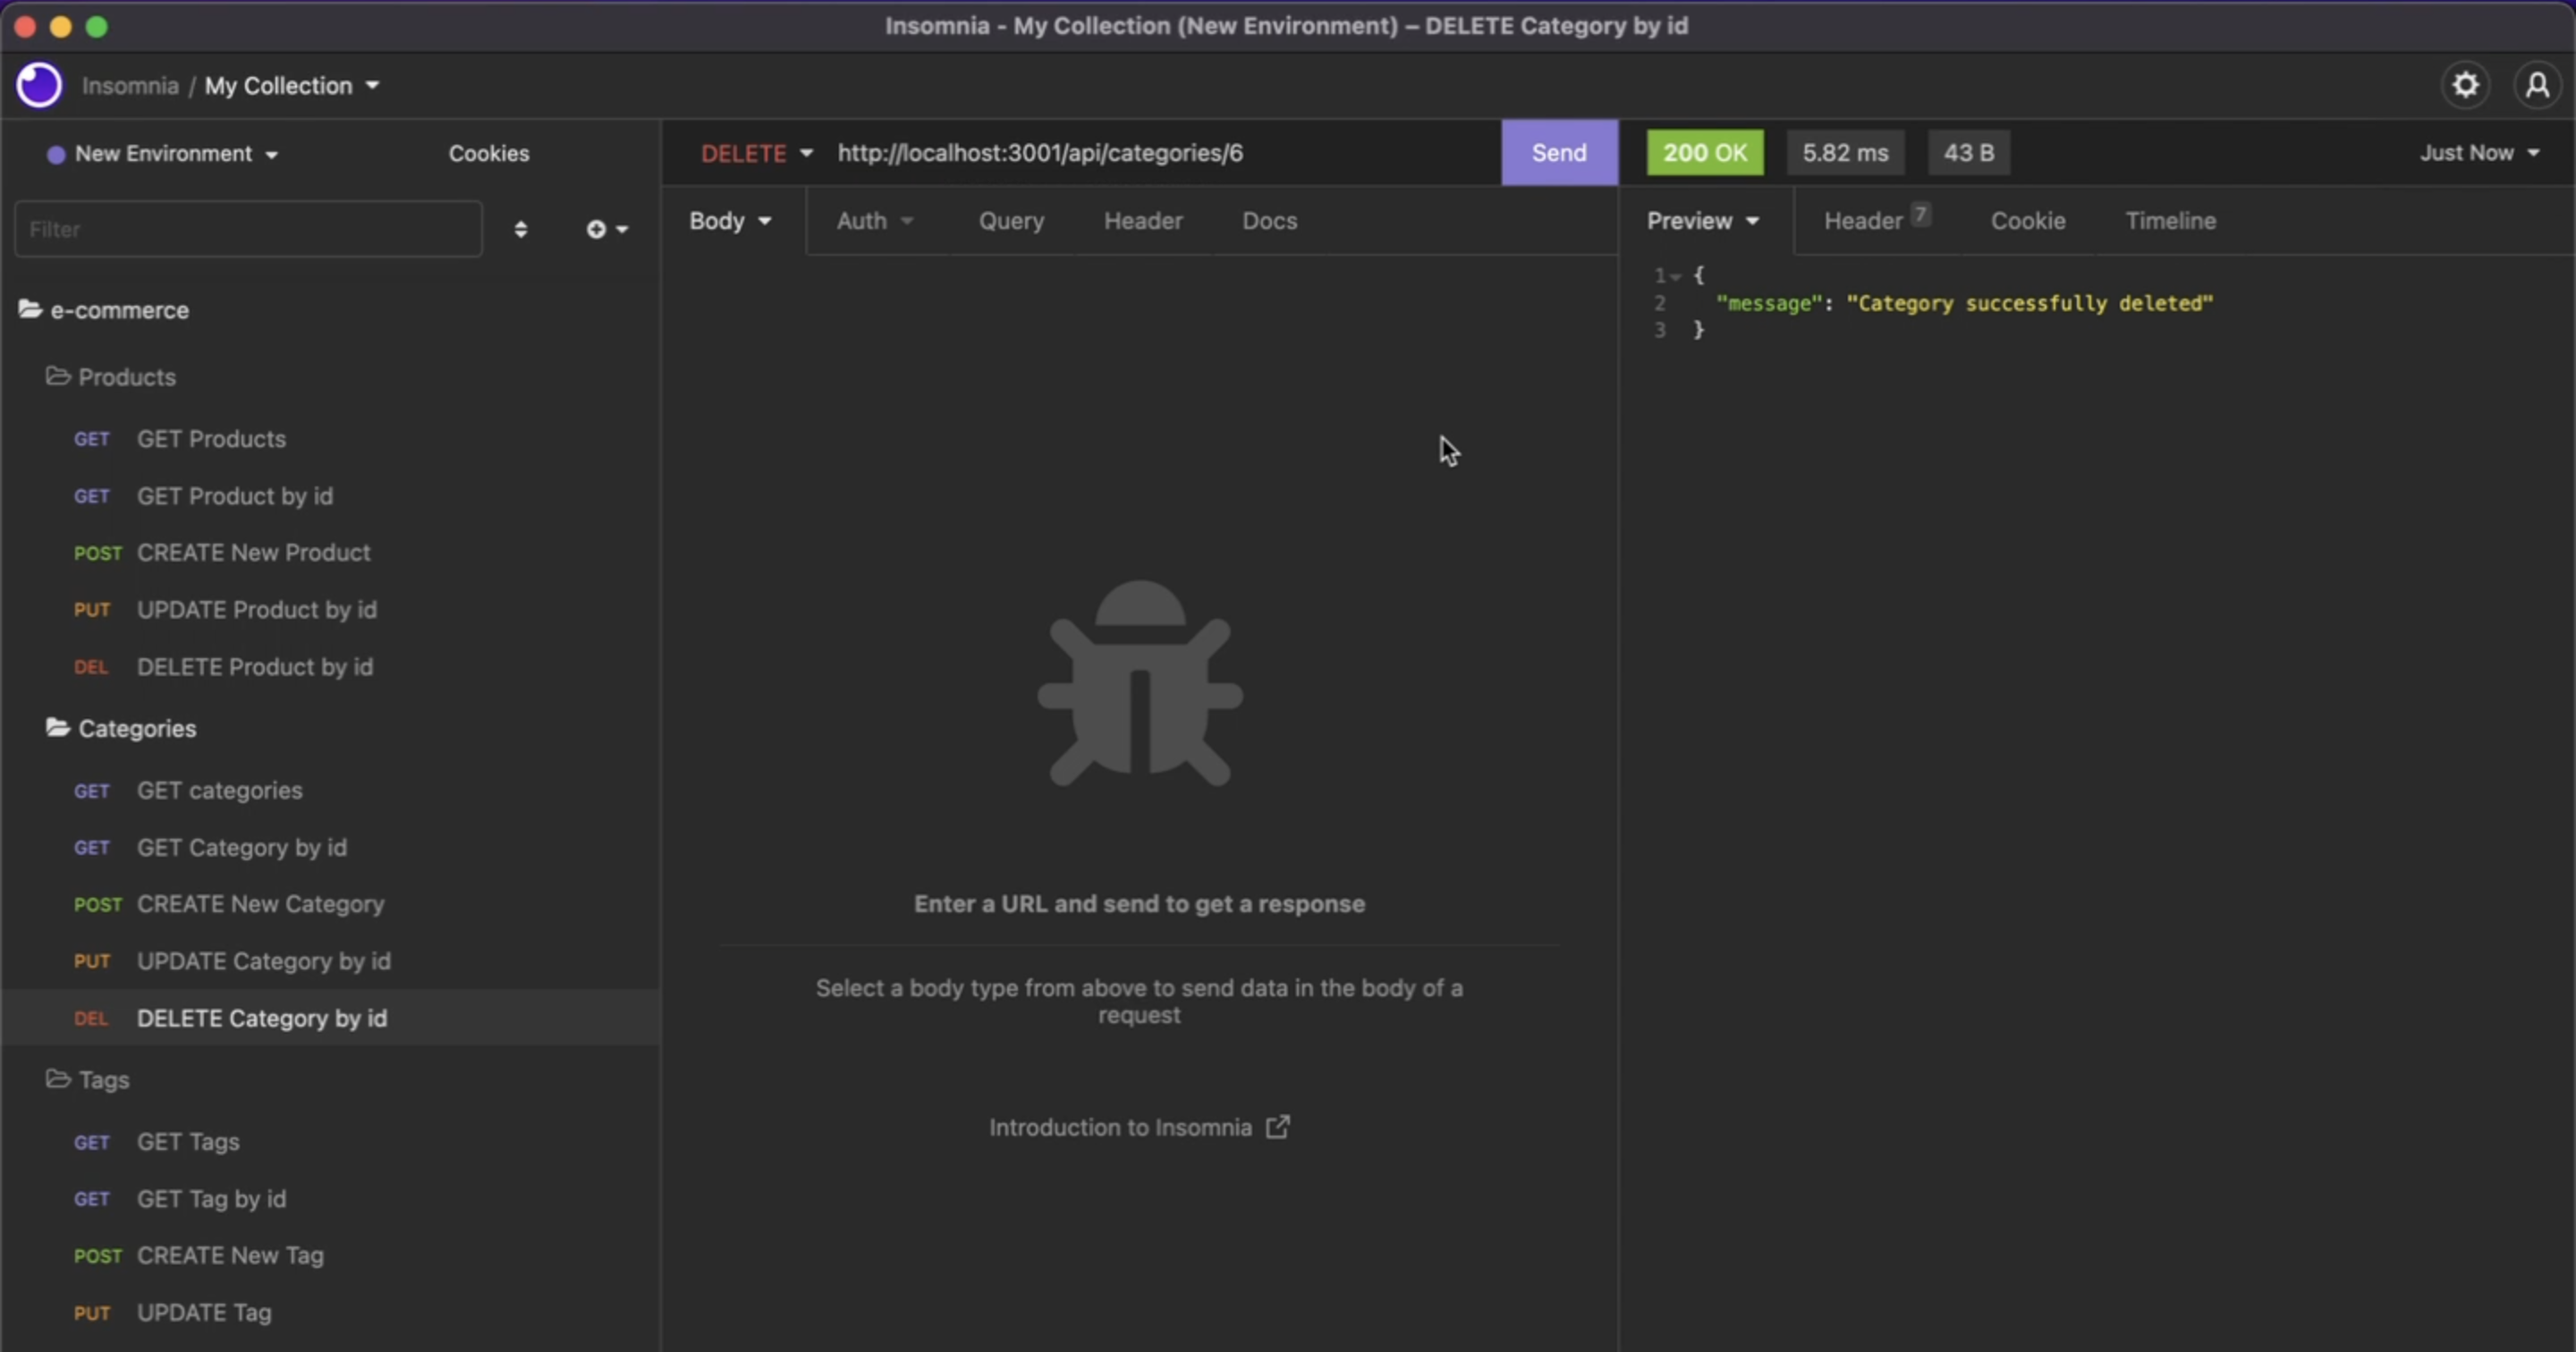 Insomnia - My Collection (New Environment) – DELETE Category by id
Insomnia / My Collection
New Environment
Cookies
Filter
e-commerce
Products
GET GET Products
GET GET Product by id
POST CREATE New Product
PUT UPDATE Product by id
DEL DELETE Product by id
Categories
GET GET categories
GET GET Category by id
POST CREATE New Category
PUT UPDATE Category by id
DEL DELETE Category by id
Tags
GET GET Tags
GET GET Tag by id
POST CREATE New Tag
PUT UPDATE Tag
DELETE http://localhost:3001/api/categories/6 Send
Body Auth Query Header Docs
Enter a URL and send to get a response
Select a body type from above to send data in the body of a
request
Introduction to Insomnia
200 OK 5.82 ms 43 B Just Now
Preview Header 7 Cookie Timeline
1 {
2 "message": "Category successfully deleted"
3 }